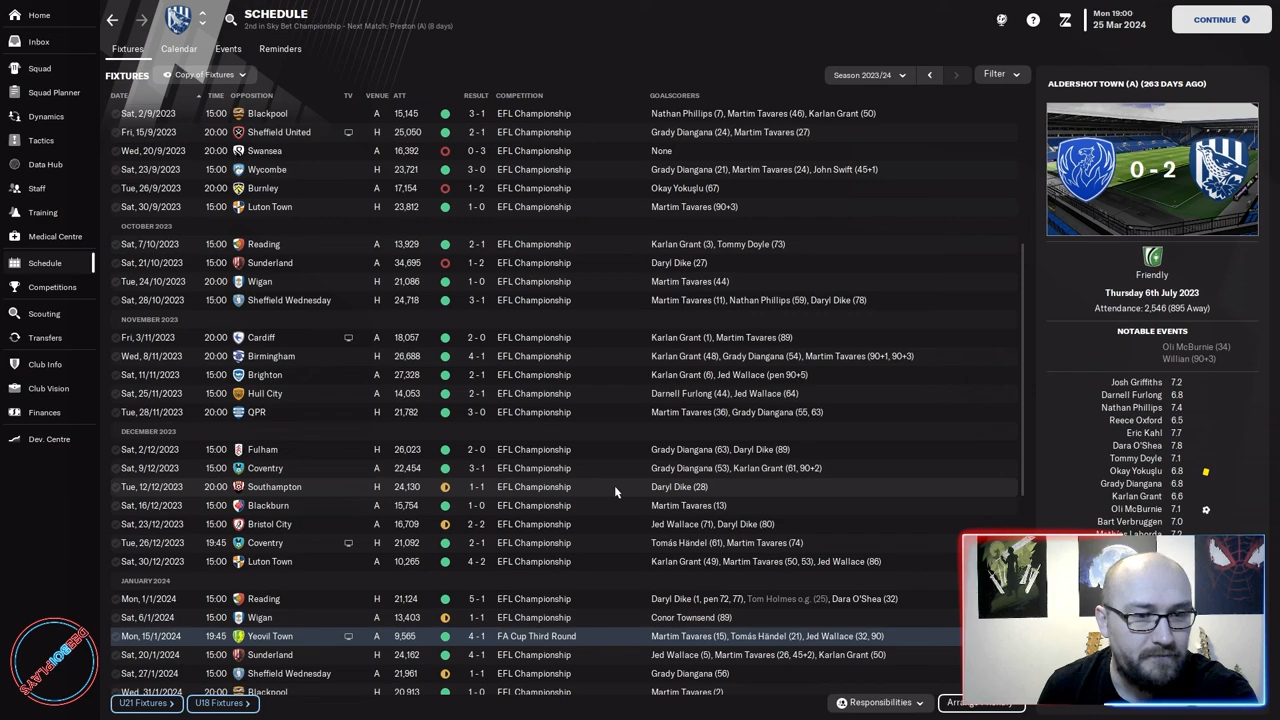 Home
SCHEDULE
2nd in Sky Bet Championship - Next Match: Preston (A) (8 days)
Mon 19:00
25 Mar 2024
CONTINUE
Inbox
Fixtures
Calendar
Events
Reminders
Squad
FIXTURES
Copy of Fixtures
Season 2023/24
Filter
ALDERSHOT TOWN (A) (263 DAYS AGO)
Squad Planner
DATE TIME OPPOSITION TV VENUE ATT RESULT COMPETITION GOALSCORERS
Sat, 2/9/2023 15:00 Blackpool A 15,145 3 - 1 EFL Championship Nathan Phillips (7), Martim Tavares (46), Karlan Grant (50)
Dynamics
Fri, 15/9/2023 20:00 Sheffield United H 25,050 2 - 1 EFL Championship Grady Diangana (24), Martim Tavares (27)
Tactics
Wed, 20/9/2023 20:00 Swansea A 16,392 0 - 3 EFL Championship None
Data Hub
Sat, 23/9/2023 15:00 Wycombe H 23,721 3 - 0 EFL Championship Grady Diangana (21), Martim Tavares (24), John Swift (45+1)
0 - 2
Staff
Tue, 26/9/2023 20:00 Burnley A 17,154 1 - 2 EFL Championship Okay Yokuşlu (67)
Training
Sat, 30/9/2023 15:00 Luton Town H 23,812 1 - 0 EFL Championship Martim Tavares (90+3)
OCTOBER 2023
Medical Centre
Sat, 7/10/2023 15:00 Reading A 13,929 2 - 1 EFL Championship Karlan Grant (3), Tommy Doyle (73)
Schedule
Sat, 21/10/2023 15:00 Sunderland A 34,695 1 - 2 EFL Championship Daryl Dike (27)
Friendly
Competitions
Tue, 24/10/2023 20:00 Wigan H 21,086 1 - 0 EFL Championship Martim Tavares (44)
Thursday 6th July 2023
Sat, 28/10/2023 15:00 Sheffield Wednesday H 24,718 3 - 1 EFL Championship Martim Tavares (11), Nathan Phillips (59), Daryl Dike (78)
Attendance: 2,546 (895 Away)
Scouting
NOVEMBER 2023
NOTABLE EVENTS
Transfers
Fri, 3/11/2023 20:00 Cardiff A 18,057 2 - 0 EFL Championship Karlan Grant (1), Martim Tavares (89)
Oli McBurnie (34)
Willian (90+3)
Wed, 8/11/2023 20:00 Birmingham H 26,688 4 - 1 EFL Championship Karlan Grant (48), Grady Diangana (54), Martim Tavares (90+1, 90+3)
Club Info
Sat, 11/11/2023 15:00 Brighton A 27,328 2 - 1 EFL Championship Karlan Grant (6), Jed Wallace (pen 90+5)
Josh Griffiths 7.2
Club Vision
Sat, 25/11/2023 15:00 Hull City A 14,053 2 - 1 EFL Championship Darnell Furlong (44), Jed Wallace (64)
Darnell Furlong 6.8
Nathan Phillips 7.4
Finances
Tue, 28/11/2023 20:00 QPR H 21,782 3 - 0 EFL Championship Martim Tavares (36), Grady Diangana (55, 63)
Reece Oxford 6.5
DECEMBER 2023
Eric Kahl 7.7
Dev. Centre
Sat, 2/12/2023 15:00 Fulham H 26,023 2 - 0 EFL Championship Grady Diangana (63), Daryl Dike (89)
Dara O'Shea 7.8
Tommy Doyle 7.1
Sat, 9/12/2023 15:00 Coventry A 22,454 3 - 1 EFL Championship Grady Diangana (53), Karlan Grant (61, 90+2)
Okay Yokuşlu 6.8
Tue, 12/12/2023 20:00 Southampton H 24,130 1 - 1 EFL Championship Daryl Dike (28)
Grady Diangana 6.8
Karlan Grant 6.6
Sat, 16/12/2023 15:00 Blackburn A 15,754 1 - 0 EFL Championship Martim Tavares (13)
Oli McBurnie 7.1
Sat, 23/12/2023 15:00 Bristol City A 16,709 2 - 2 EFL Championship Jed Wallace (71), Daryl Dike (80)
Bart Verbruggen 7.0
Tue, 26/12/2023 19:45 Coventry H 21,092 2 - 1 EFL Championship Tomás Händel (61), Martim Tavares (74)
Sat, 30/12/2023 15:00 Luton Town A 10,265 4 - 2 EFL Championship Karlan Grant (49), Martim Tavares (50, 53), Jed Wallace (86)
JANUARY 2024
Mon, 1/1/2024 15:00 Reading H 21,124 5 - 1 EFL Championship Daryl Dike (1, pen 72, 77), Tom Holmes o.g. (25), Dara O'Shea (32)
Sat, 6/1/2024 15:00 Wigan A 13,403 1 - 1 EFL Championship Conor Townsend (89)
Mon, 15/1/2024 19:45 Yeovil Town A 9,565 4 - 1 FA Cup Third Round Martim Tavares (15), Tomás Händel (21), Jed Wallace (32, 90)
Sat, 20/1/2024 15:00 Sunderland H 24,162 4 - 1 EFL Championship Jed Wallace (5), Martim Tavares (26, 45+2), Karlan Grant (50)
Sat, 27/1/2024 15:00 Sheffield Wednesday A 21,961 1 - 1 EFL Championship Grady Diangana (56)
Wed, 31/1/2024 20:00 Blackpool H 20,913 1 - 0 EFL Championship Martim Tavares (2)
U21 Fixtures
U18 Fixtures
Responsibilities